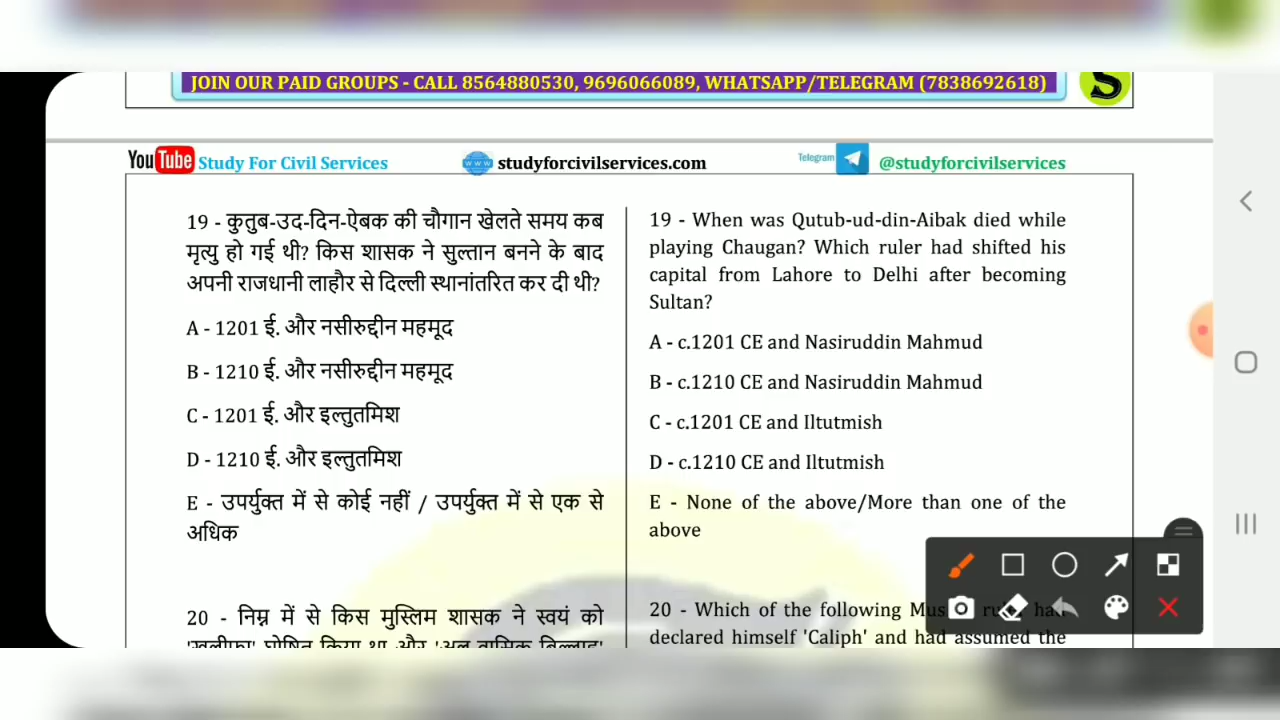 JOIN OUR PAID GROUPS - CALL 8564880530, 9696066089, WHATSAPP/TELEGRAM (7838692618)
S
YouTube Study For Civil Services
www studyforcivilservices.com
Telegram @studyforcivilservices
19 - कुतुब-उद-दिन-ऐबक की चौगान खेलते समय कब
मृत्यु हो गई थी? किस शासक ने सुल्तान बनने के बाद
अपनी राजधानी लाहौर से दिल्ली स्थानांतरित कर दी थी?
A - 1201 ई. और नसीरुद्दीन महमूद
B - 1210 ई. और नसीरुद्दीन महमूद
C - 1201 ई. और इल्तुतमिश
D - 1210 ई. और इल्तुतमिश
E - उपर्युक्त में से कोई नहीं / उपर्युक्त में से एक से
अधिक
20 - निम्न में से किस मुस्लिम शासक ने स्वयं को
'खलीफा' घोषित किया था और 'अल वासिक बिल्लाह'
19 - When was Qutub-ud-din-Aibak died while
playing Chaugan? Which ruler had shifted his
capital from Lahore to Delhi after becoming
Sultan?
A - c.1201 CE and Nasiruddin Mahmud
B - c.1210 CE and Nasiruddin Mahmud
C - c.1201 CE and Iltutmish
D - c.1210 CE and Iltutmish
E - None of the above/More than one of the
above
20 - Which of the following
declared himself 'Caliph' and had assumed the